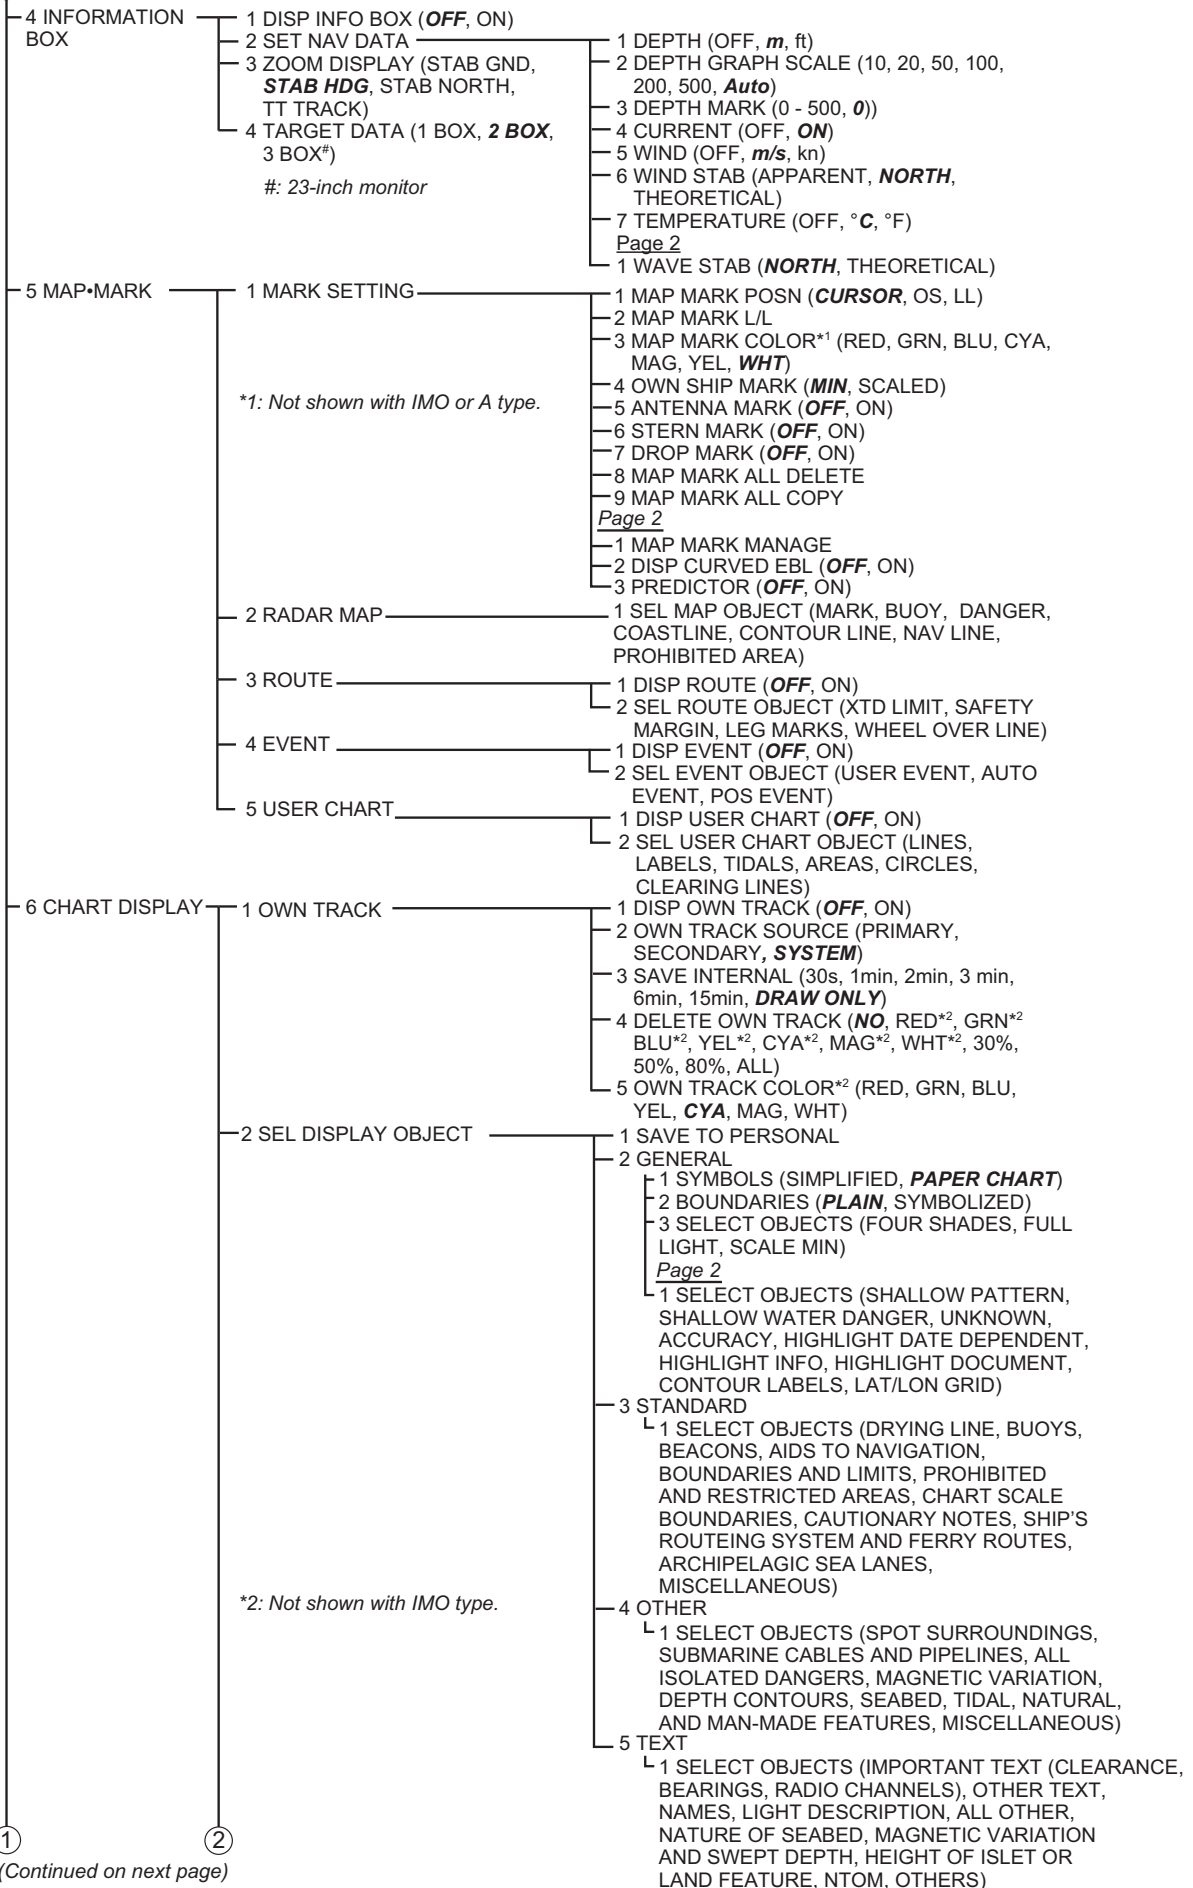 4 INFORMATION
BOX
1 DISP INFO BOX (OFF, ON)
2 SET NAV DATA
3 ZOOM DISPLAY (STAB GND,
STAB HDG, STAB NORTH,
TT TRACK)
4 TARGET DATA (1 BOX, 2 BOX,
3 BOX#)
#: 23-inch monitor
1 DEPTH (OFF, m, ft)
2 DEPTH GRAPH SCALE (10, 20, 50, 100,
200, 500, Auto)
3 DEPTH MARK (0 - 500, 0))
4 CURRENT (OFF, ON)
5 WIND (OFF, m/s, kn)
6 WIND STAB (APPARENT, NORTH,
THEORETICAL)
7 TEMPERATURE (OFF, °C, °F)
Page 2
1 WAVE STAB (NORTH, THEORETICAL)
5 MAP•MARK
1 MARK SETTING
*1: Not shown with IMO or A type.
1 MAP MARK POSN (CURSOR, OS, LL)
2 MAP MARK L/L
3 MAP MARK COLOR*1 (RED, GRN, BLU, CYA,
MAG, YEL, WHT)
4 OWN SHIP MARK (MIN, SCALED)
5 ANTENNA MARK (OFF, ON)
6 STERN MARK (OFF, ON)
7 DROP MARK (OFF, ON)
8 MAP MARK ALL DELETE
9 MAP MARK ALL COPY
Page 2
1 MAP MARK MANAGE
2 DISP CURVED EBL (OFF, ON)
3 PREDICTOR (OFF, ON)
2 RADAR MAP
1 SEL MAP OBJECT (MARK, BUOY, DANGER,
COASTLINE, CONTOUR LINE, NAV LINE,
PROHIBITED AREA)
3 ROUTE
1 DISP ROUTE (OFF, ON)
2 SEL ROUTE OBJECT (XTD LIMIT, SAFETY
MARGIN, LEG MARKS, WHEEL OVER LINE)
4 EVENT
1 DISP EVENT (OFF, ON)
2 SEL EVENT OBJECT (USER EVENT, AUTO
EVENT, POS EVENT)
5 USER CHART
1 DISP USER CHART (OFF, ON)
2 SEL USER CHART OBJECT (LINES,
LABELS, TIDALS, AREAS, CIRCLES,
CLEARING LINES)
6 CHART DISPLAY
1 OWN TRACK
1 DISP OWN TRACK (OFF, ON)
2 OWN TRACK SOURCE (PRIMARY,
SECONDARY, SYSTEM)
3 SAVE INTERNAL (30s, 1min, 2min, 3 min,
6min, 15min, DRAW ONLY)
4 DELETE OWN TRACK (NO, RED*2, GRN*2
BLU*2, YEL*2, CYA*2, MAG*2, WHT*2, 30%,
50%, 80%, ALL)
5 OWN TRACK COLOR*2 (RED, GRN, BLU,
YEL, CYA, MAG, WHT)
2 SEL DISPLAY OBJECT
1 SAVE TO PERSONAL
2 GENERAL
1 SYMBOLS (SIMPLIFIED, PAPER CHART)
2 BOUNDARIES (PLAIN, SYMBOLIZED)
3 SELECT OBJECTS (FOUR SHADES, FULL
LIGHT, SCALE MIN)
Page 2
1 SELECT OBJECTS (SHALLOW PATTERN,
SHALLOW WATER DANGER, UNKNOWN,
ACCURACY, HIGHLIGHT DATE DEPENDENT,
HIGHLIGHT INFO, HIGHLIGHT DOCUMENT,
CONTOUR LABELS, LAT/LON GRID)
3 STANDARD
1 SELECT OBJECTS (DRYING LINE, BUOYS,
BEACONS, AIDS TO NAVIGATION,
BOUNDARIES AND LIMITS, PROHIBITED
AND RESTRICTED AREAS, CHART SCALE
BOUNDARIES, CAUTIONARY NOTES, SHIP'S
ROUTEING SYSTEM AND FERRY ROUTES,
ARCHIPELAGIC SEA LANES,
MISCELLANEOUS)
*2: Not shown with IMO type.
4 OTHER
1 SELECT OBJECTS (SPOT SURROUNDINGS,
SUBMARINE CABLES AND PIPELINES, ALL
ISOLATED DANGERS, MAGNETIC VARIATION,
DEPTH CONTOURS, SEABED, TIDAL, NATURAL,
AND MAN-MADE FEATURES, MISCELLANEOUS)
5 TEXT
1 SELECT OBJECTS (IMPORTANT TEXT (CLEARANCE,
BEARINGS, RADIO CHANNELS), OTHER TEXT,
NAMES, LIGHT DESCRIPTION, ALL OTHER,
NATURE OF SEABED, MAGNETIC VARIATION
AND SWEPT DEPTH, HEIGHT OF ISLET OR
LAND FEATURE, NTOM, OTHERS)
1
2
(Continued on next page)